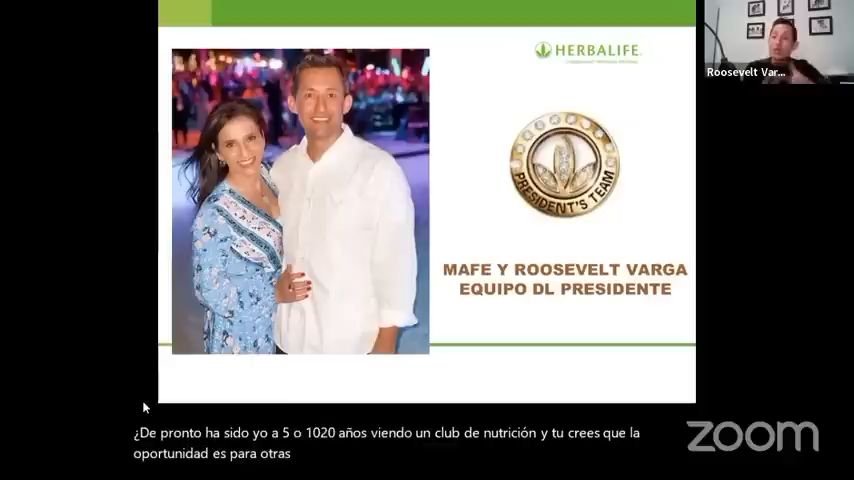 HERBALIFE
Roosevelt Var...
PRESIDENT'S TEAM
MAFE Y ROOSEVELT VARGA
EQUIPO DL PRESIDENTE
¿De pronto ha sido yo a 5 o 1020 años viendo un club de nutrición y tu crees que la
oportunidad es para otras
zoom